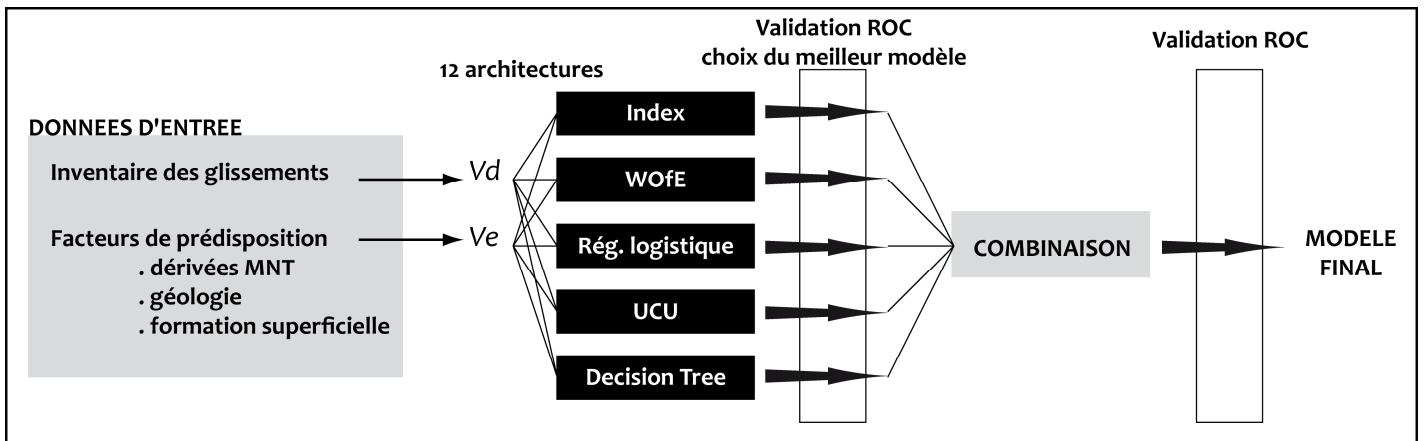 Validation ROC
choix du meilleur modèle
Validation ROC
12 architectures
DONNEES D'ENTREE
Inventaire des glissements
Vd
Facteurs de prédisposition
. dérivées MNT
. géologie
. formation superficielle
Ve
Index
WOfE
Rég. logistique
UCU
Decision Tree
COMBINAISON
MODELE
FINAL